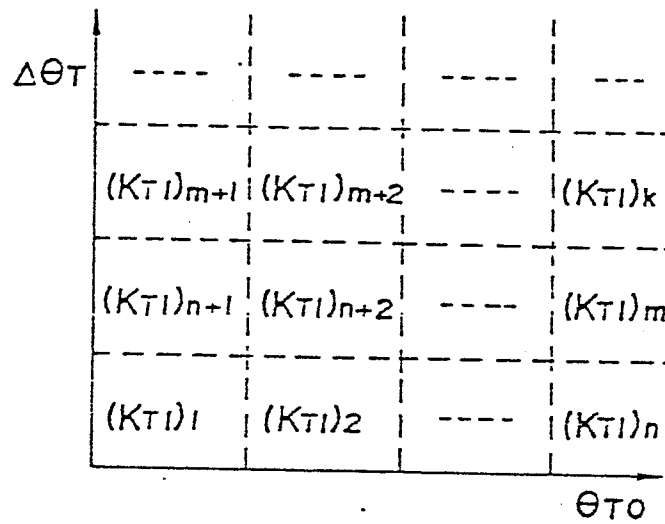 ΔΘT ---- ---- ---- ---
(KT1)m+1 (KT1)m+2 ---- (KT1)k
(KT1)n+1 (KT1)n+2 ---- (KT1)m
(KT1)1 (KT1)2 ---- (KT1)n
ΘTO